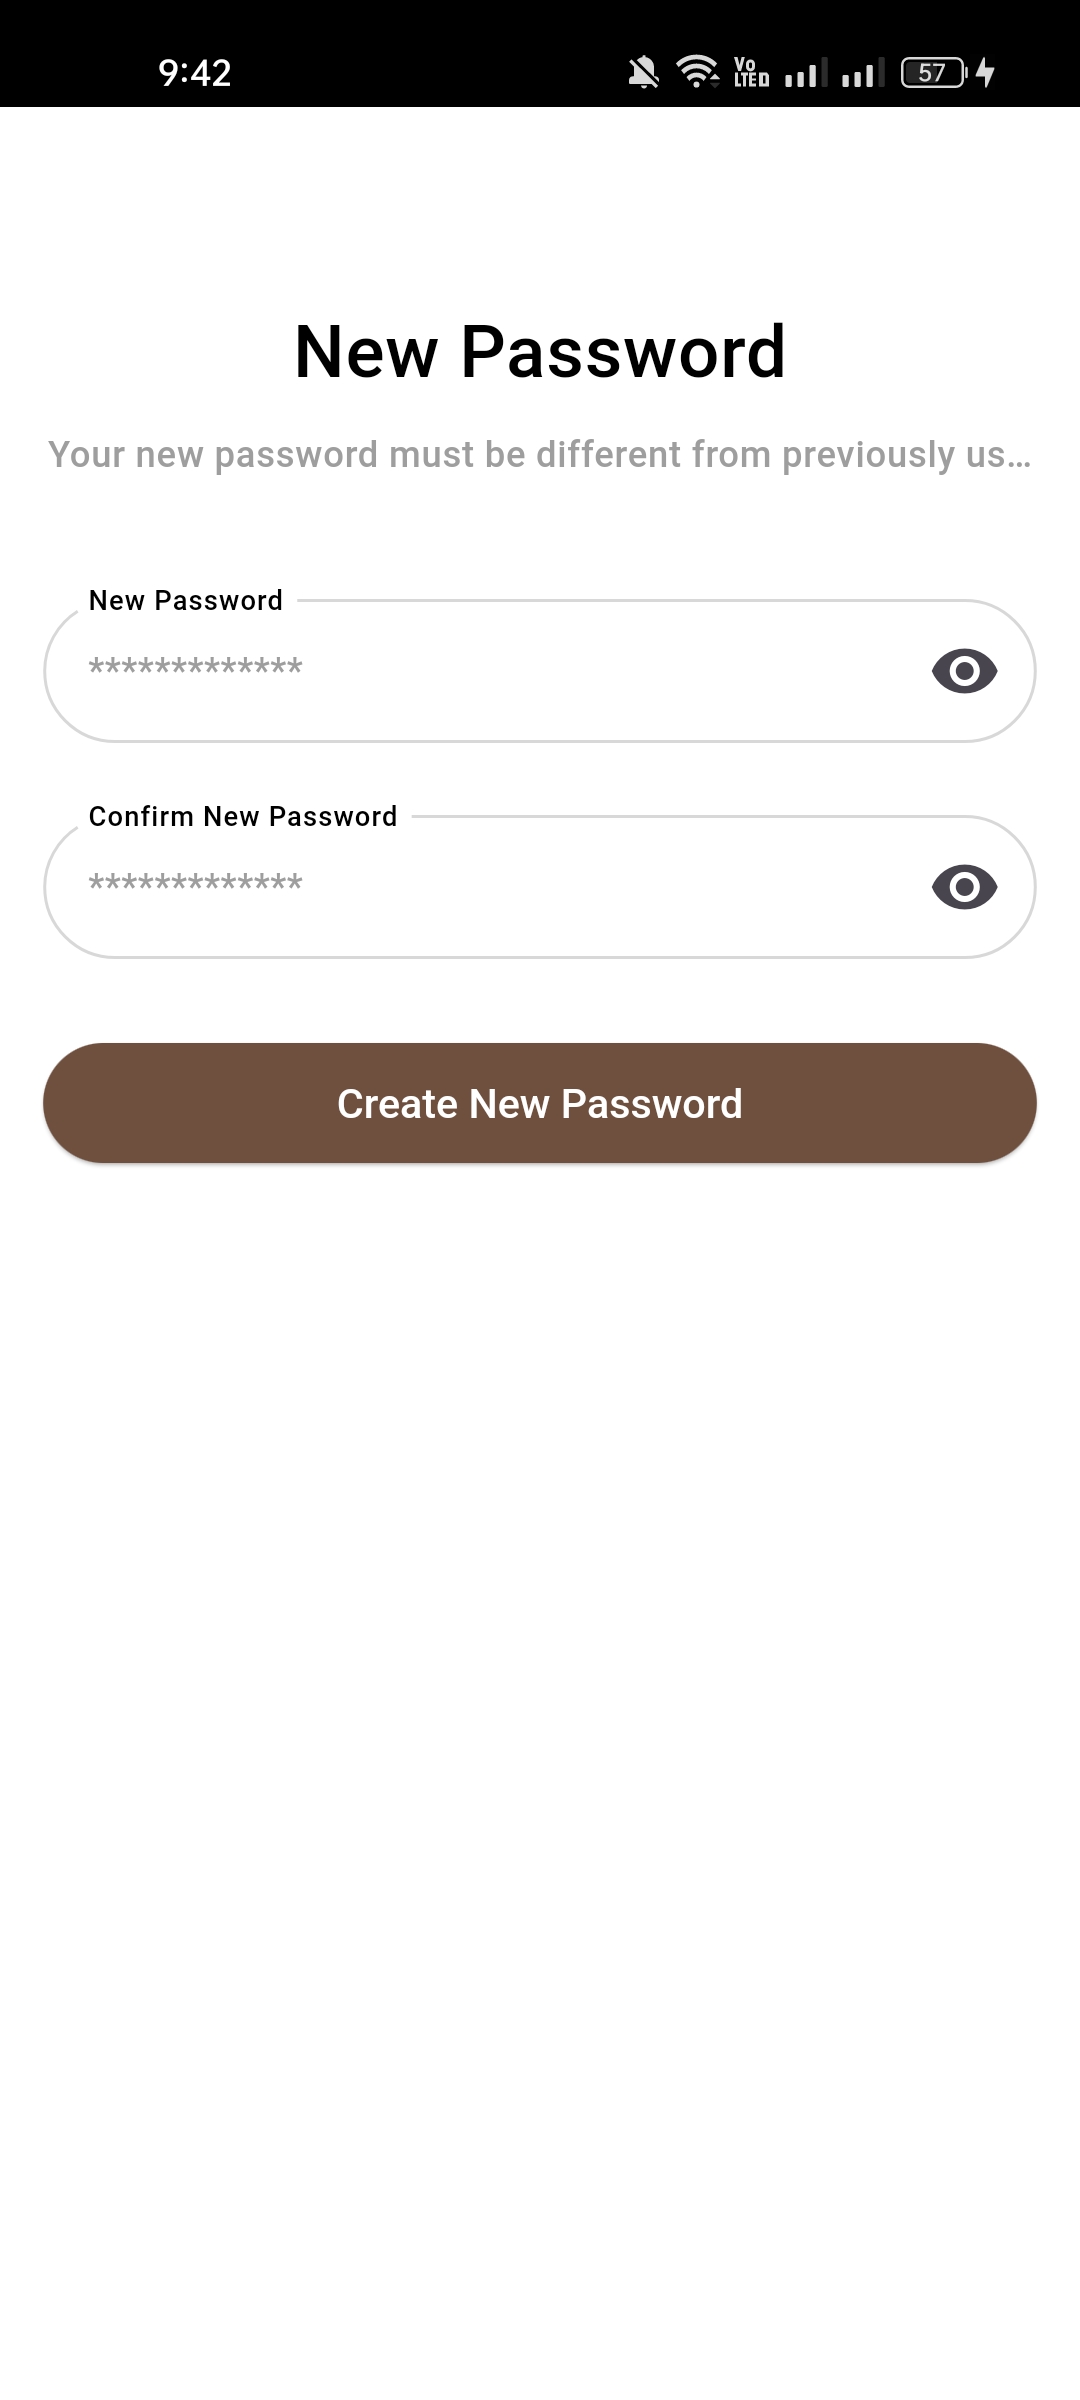 9:42 Vo LTED 57
New Password
Your new password must be different from previously us…
New Password
*************
Confirm New Password
*************
Create New Password